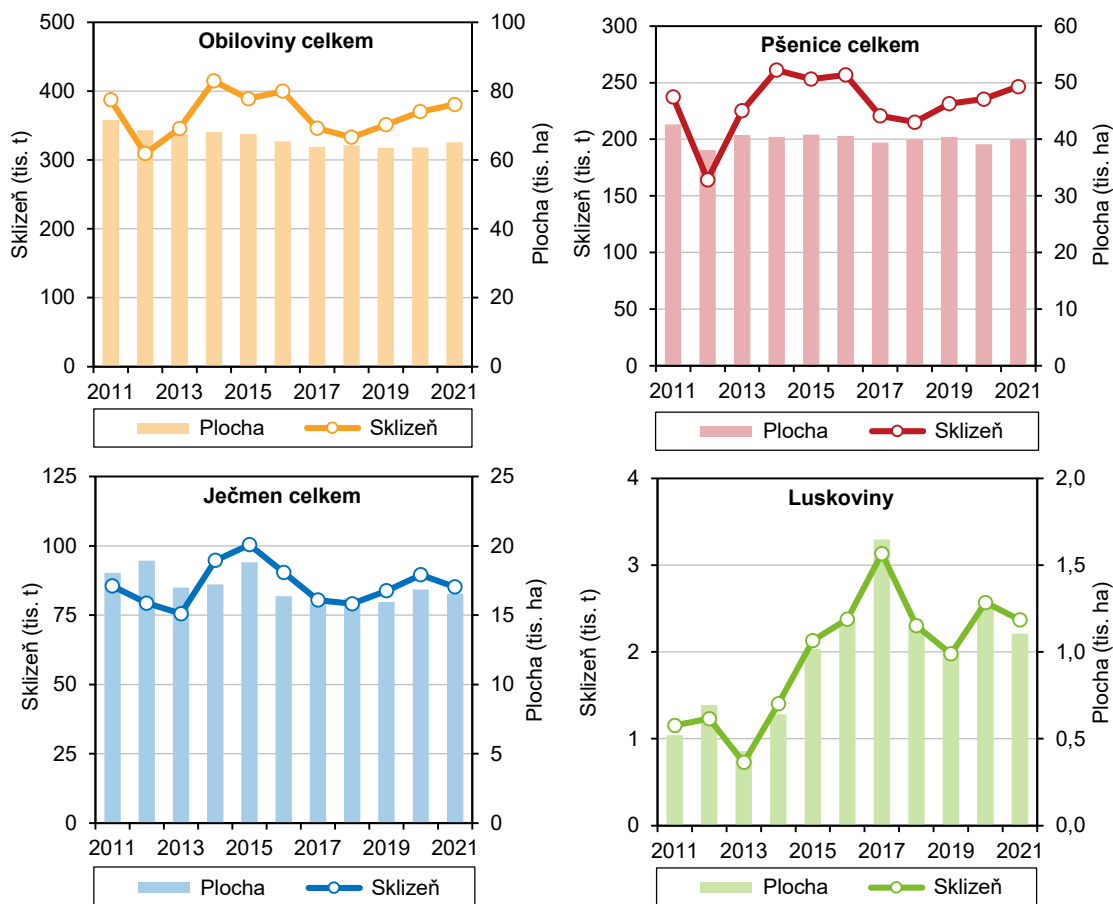 Obiloviny celkem
Sklizeň (tis. t)
500
400
300
200
100
0
Plocha (tis. ha)
100
80
60
40
20
0
2011 2013 2015 2017 2019 2021
Plocha Sklizeň
Pšenice celkem
Sklizeň (tis. t)
300
250
200
150
100
50
0
Plocha (tis. ha)
60
50
40
30
20
10
0
2011 2013 2015 2017 2019 2021
Plocha Sklizeň
Ječmen celkem
Sklizeň (tis. t)
125
100
75
50
25
0
Plocha (tis. ha)
25
20
15
10
5
0
2011 2013 2015 2017 2019 2021
Plocha Sklizeň
Luskoviny
Sklizeň (tis. t)
4
3
2
1
0
Plocha (tis. ha)
2,0
1,5
1,0
0,5
0,0
2011 2013 2015 2017 2019 2021
Plocha Sklizeň